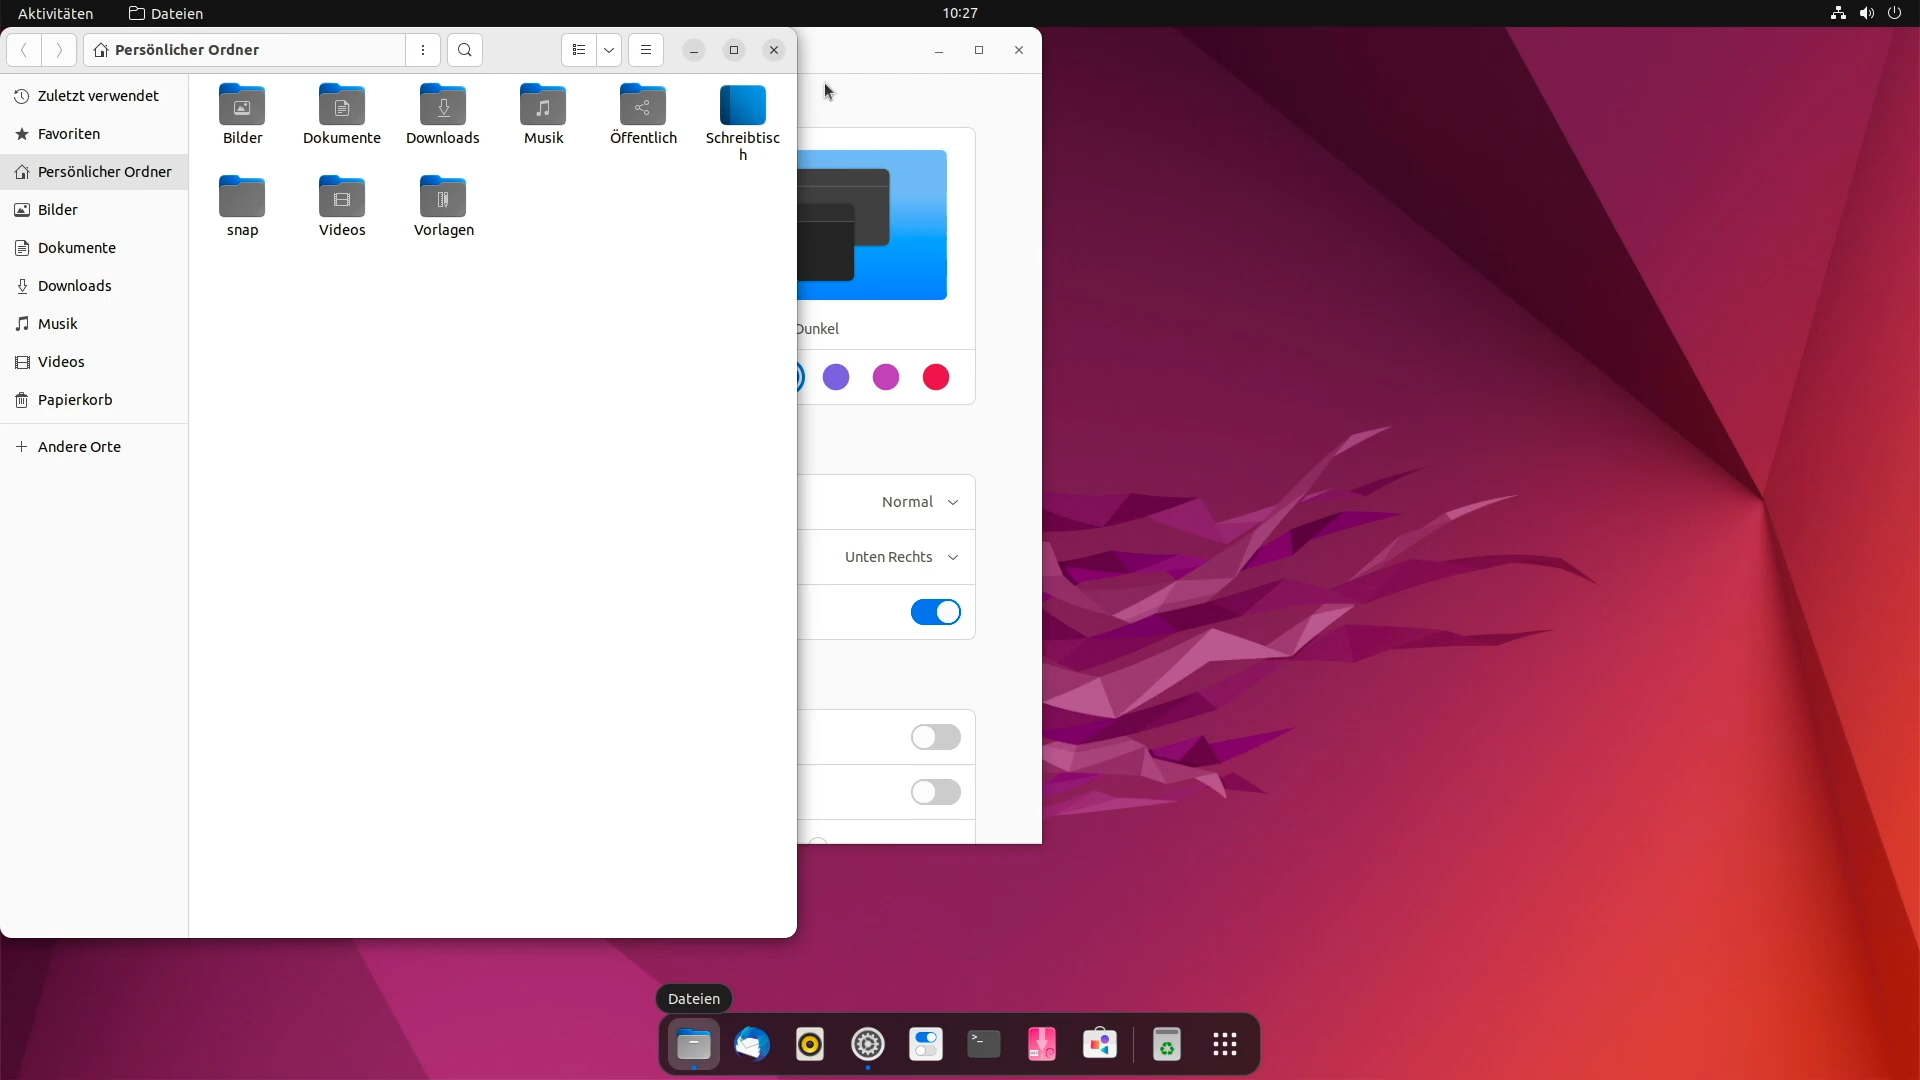 Aktivitäten
Dateien
10:27
Persönlicher Ordner
Zuletzt verwendet
Favoriten
Persönlicher Ordner
Bilder
Dokumente
Downloads
Musik
Videos
Papierkorb
Andere Orte
Bilder
Dokumente
Downloads
Musik
Öffentlich
Schreibtisc
h
snap
Videos
Vorlagen
Dunkel
Normal
Unten Rechts
Dateien
>_